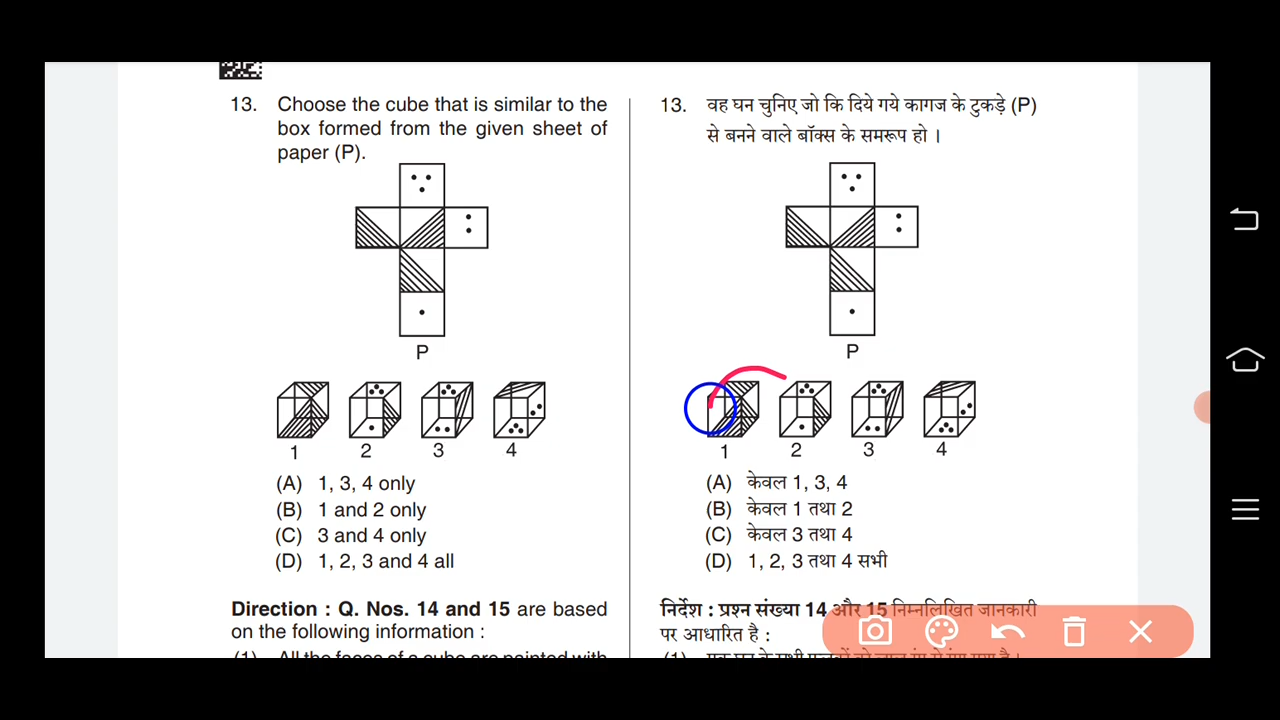 13. Choose the cube that is similar to the
box formed from the given sheet of
paper (P).
P
1 2 3 4
(A) 1, 3, 4 only
(B) 1 and 2 only
(C) 3 and 4 only
(D) 1, 2, 3 and 4 all
Direction : Q. Nos. 14 and 15 are based
on the following information :
13. वह घन चुनिए जो कि दिये गये कागज के टुकड़े (P)
से बनने वाले बॉक्स के समरूप हो ।
P
1 2 3 4
(A) केवल 1, 3, 4
(B) केवल 1 तथा 2
(C) केवल 3 तथा 4
(D) 1, 2, 3 तथा 4 सभी
निर्देश : प्रश्न संख्या 14 और 15 निम्नलिखित जानकारी
पर आधारित है :